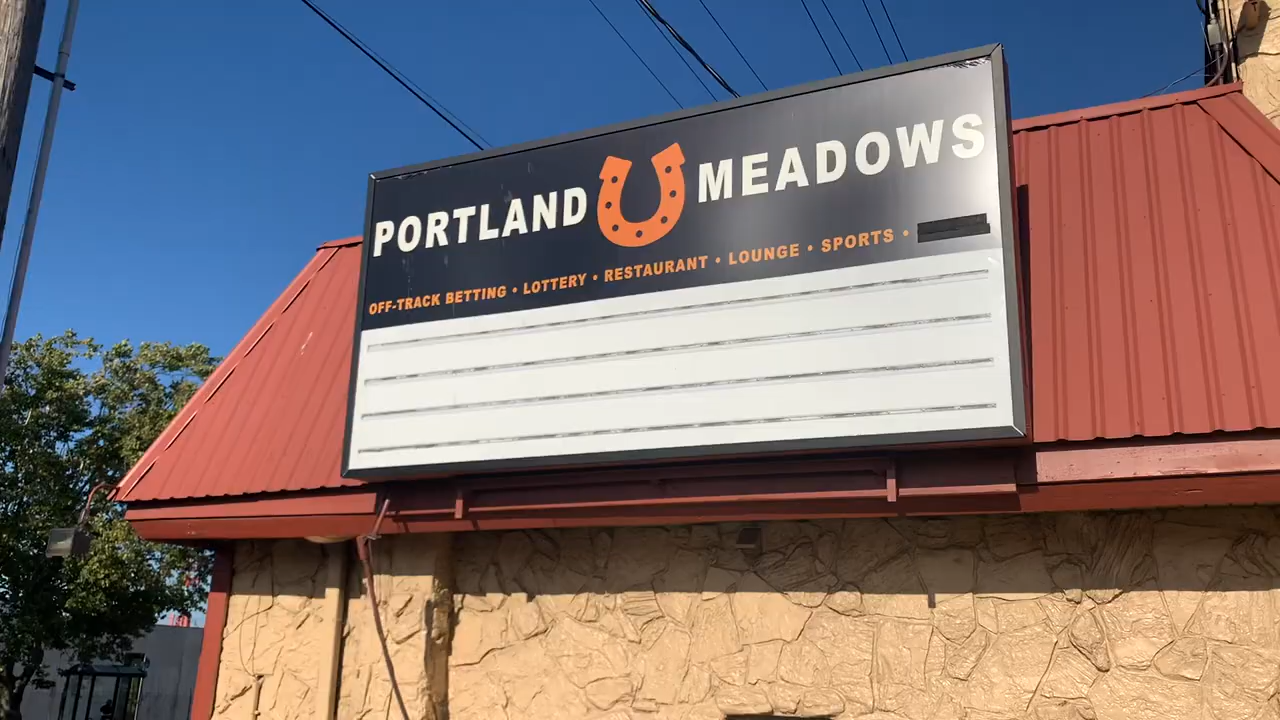 PORTLAND MEADOWS
OFF-TRACK BETTING • LOTTERY • RESTAURANT • LOUNGE • SPORTS •